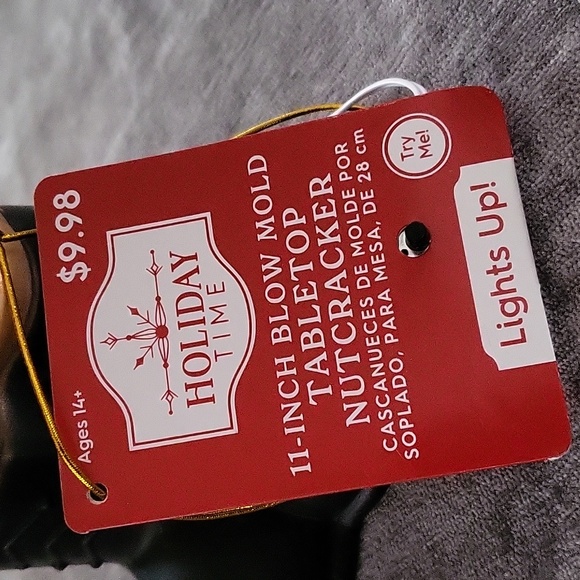 Ages 14+
$9.98
HOLIDAY
TIME
11-INCH BLOW MOLD
TABLETOP
NUTCRACKER
CASCANUECES DE MOLDE POR
SOPLADO, PARA MESA, DE 28 cm
Try
Me!
Lights Up!